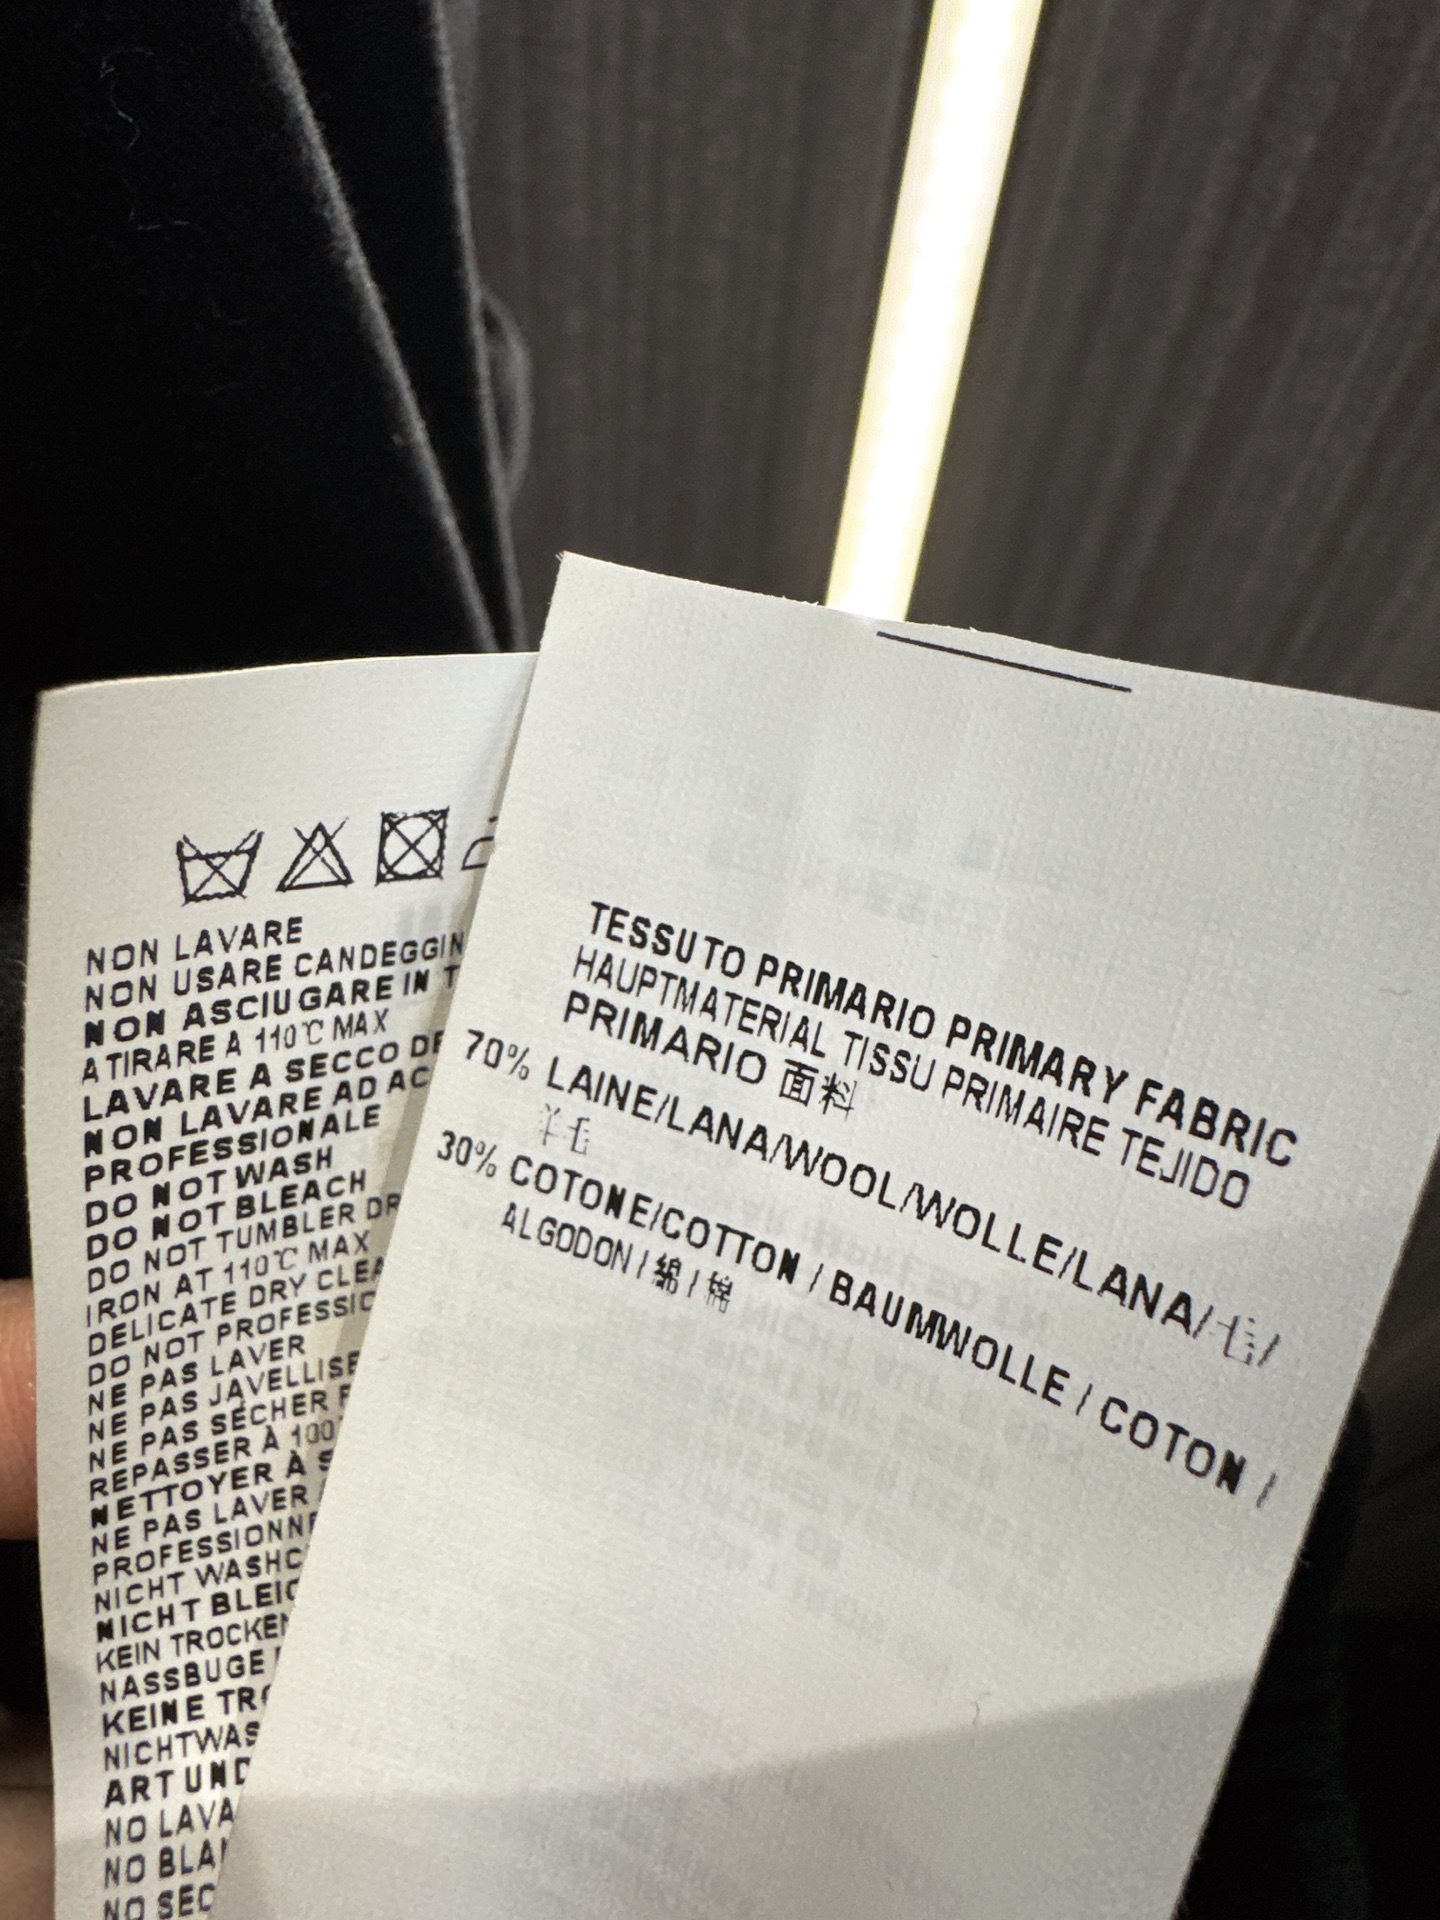 NON LAVARE
NON USARE CANDEGGIN
NON ASCIUGARE IN T
A TIRARE A 110°C MAX
LAVARE A SECCO DE
NON LAVARE AD AC
PROFESSIONALE
DO NOT WASH
DO NOT BLEACH
DO NOT TUMBLER DR
IRON AT 110°C MAX
DELICATE DRY CLEA
DO NOT PROFESSIO
NE PAS LAVER
NE PAS JAVELLISE
NE PAS SÉCHER
REPASSER À 100
NETTOYER À S
NE PAS LAVER
PROFESSIONNE
NICHT WASHC
NICHT BLEIC
KEIN TROCKEN
NASSBUGE
KEINE TRO
NICHTWAS
ART UND
NO LAVA
NO BLA
NO SEC
TESSUTO PRIMARIO PRIMARY FABRIC
HAUPTMATERIAL TISSU PRIMAIRE TEJIDO
PRIMARIO 面料
70% LAINE/LANA/WOOL/WOLLE/LANA/毛/
羊毛
30% COTONE/COTTON / BAUMWOLLE / COTON /
ALGODON / 綿 / 棉